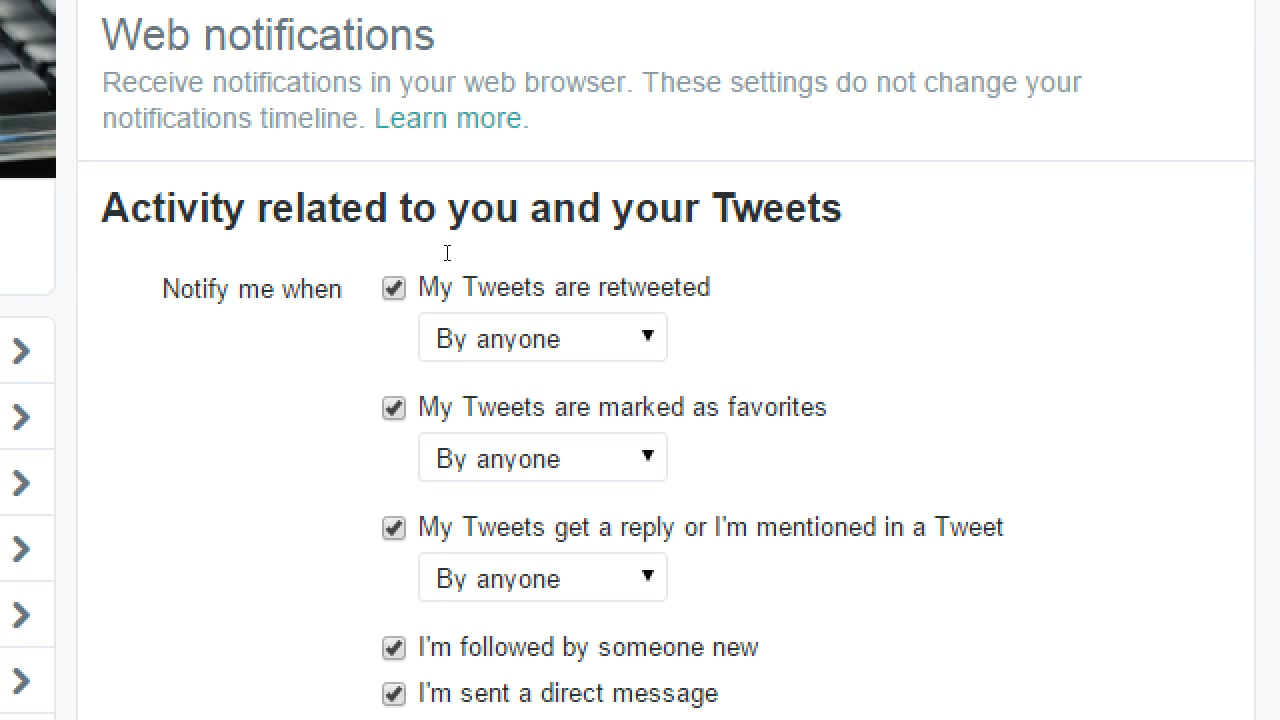 Web notifications
Receive notifications in your web browser. These settings do not change your
notifications timeline. Learn more.
Activity related to you and your Tweets
Notify me when
My Tweets are retweeted
By anyone
My Tweets are marked as favorites
By anyone
My Tweets get a reply or I'm mentioned in a Tweet
By anyone
I'm followed by someone new
I'm sent a direct message